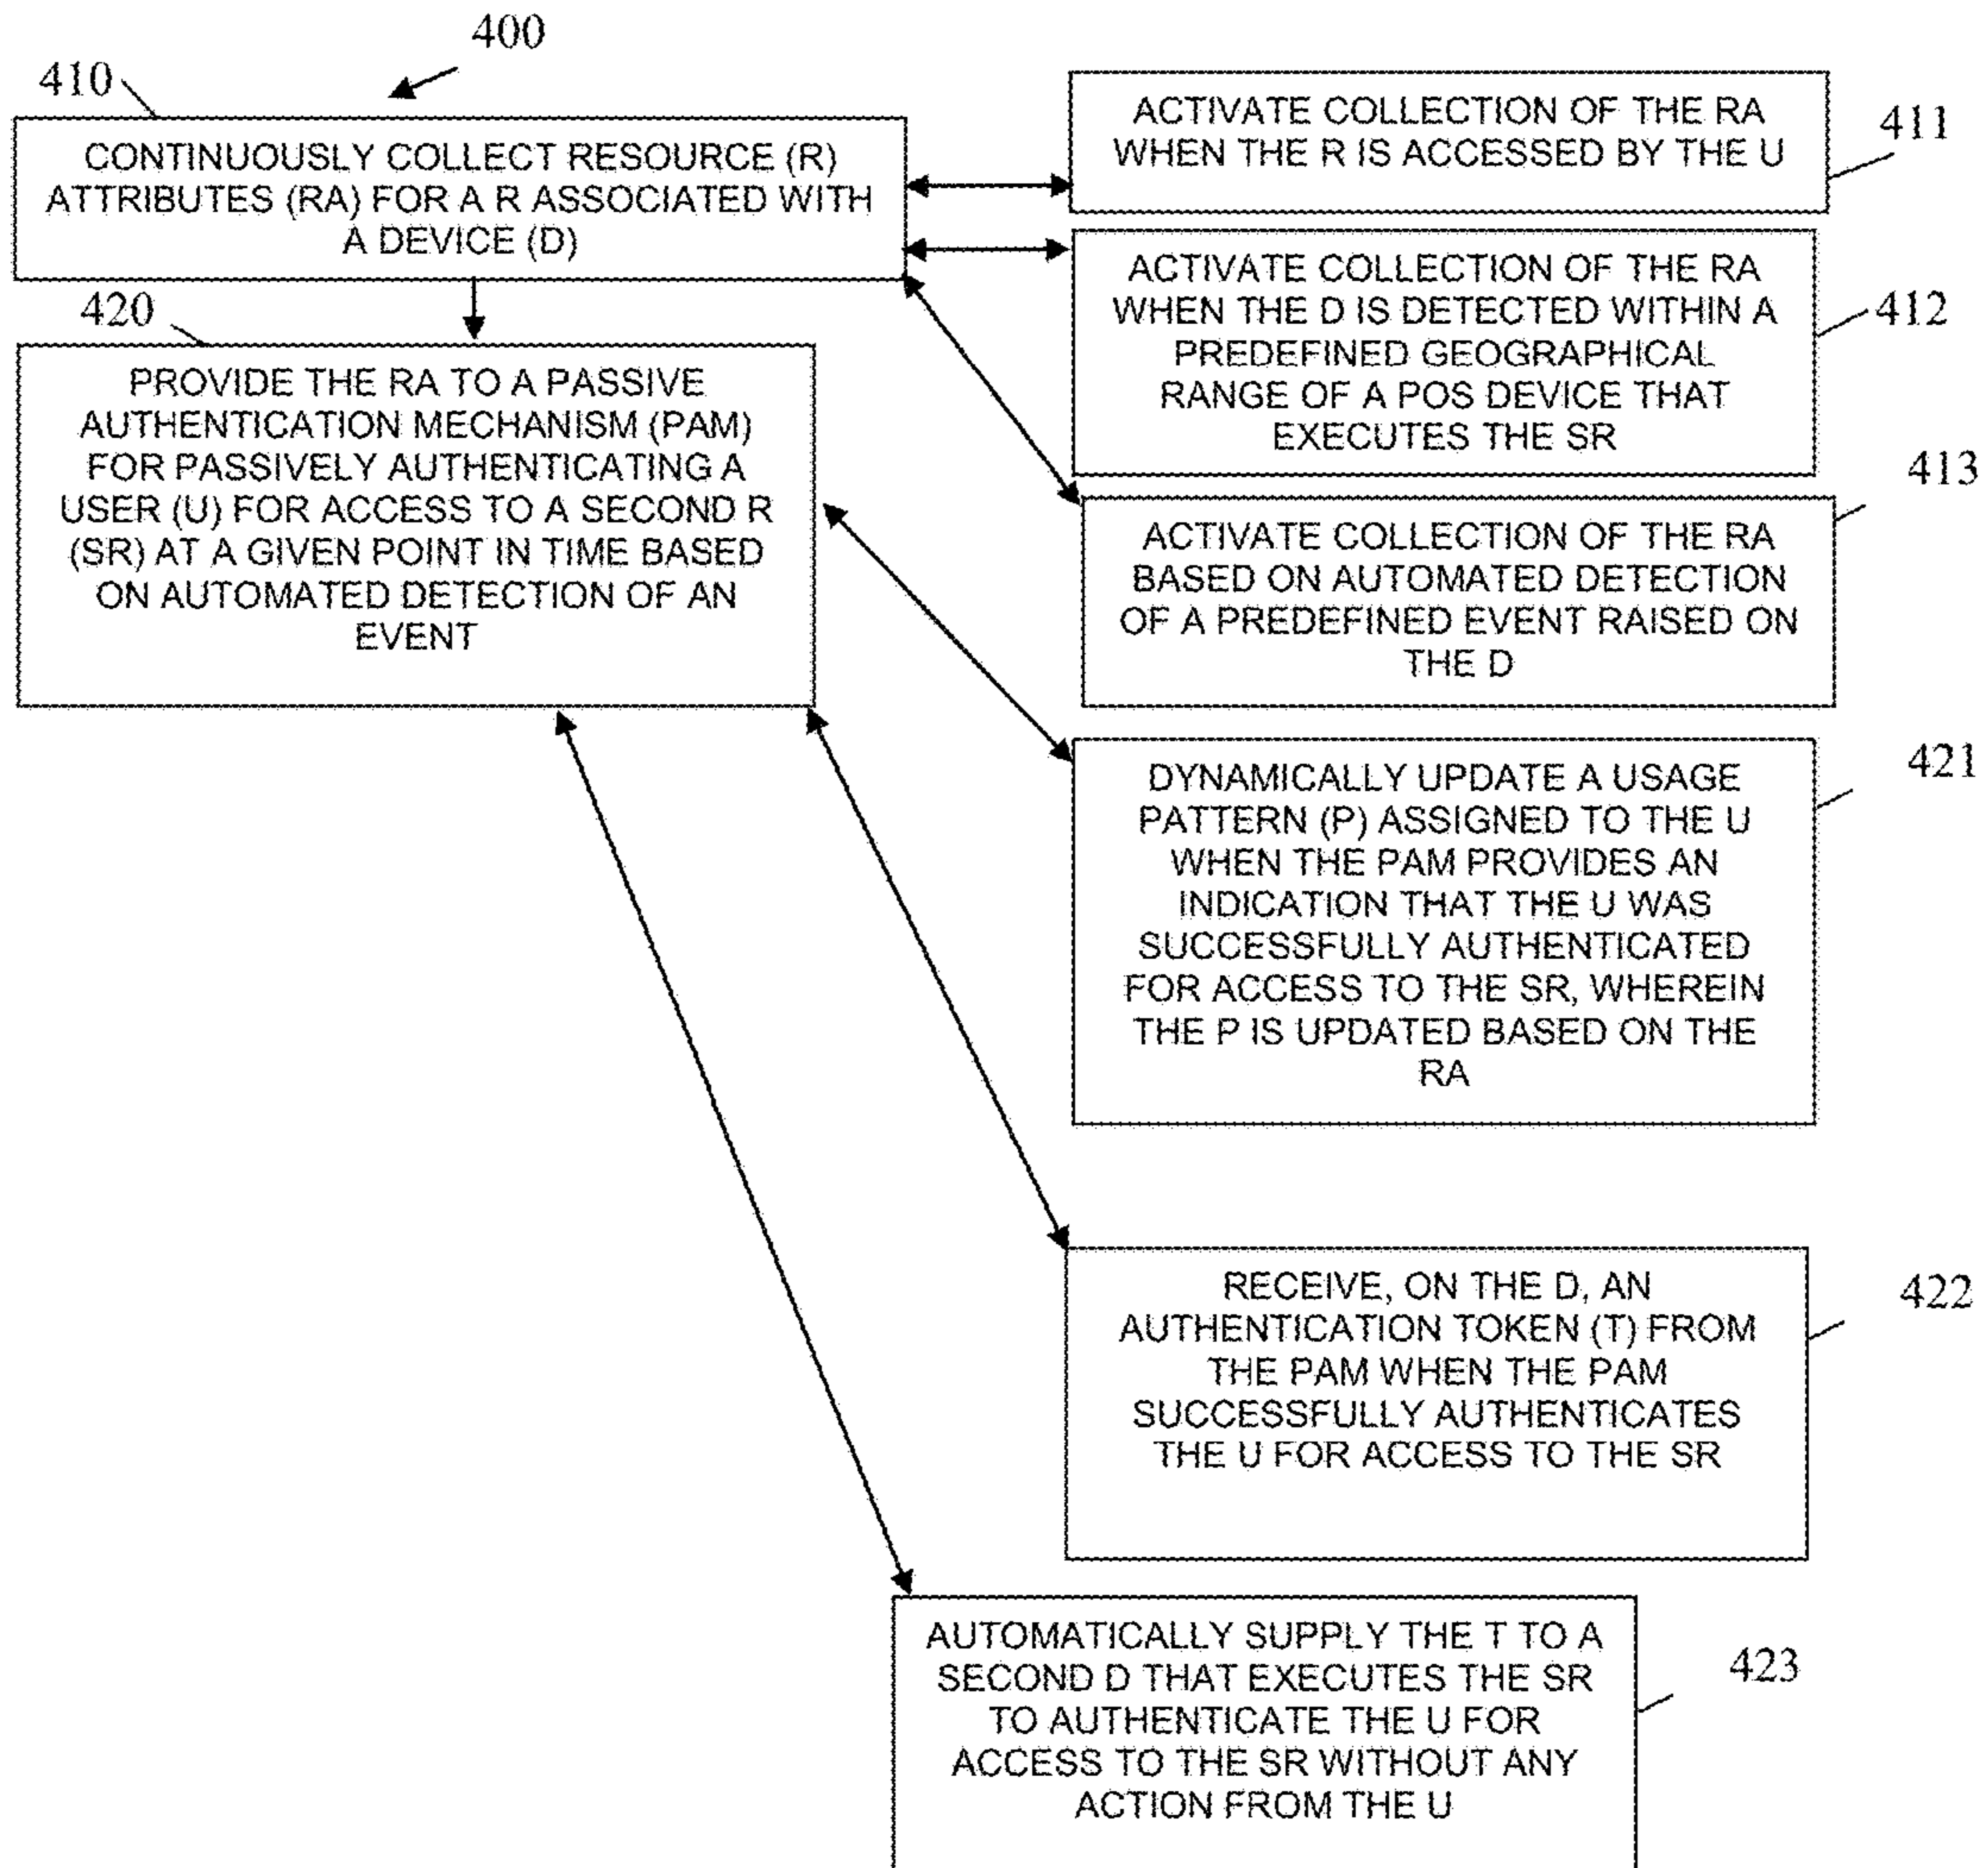 400
410
CONTINUOUSLY COLLECT RESOURCE (R)
ATTRIBUTES (RA) FOR A R ASSOCIATED WITH
A DEVICE (D)
ACTIVATE COLLECTION OF THE RA
WHEN THE R IS ACCESSED BY THE U
411
ACTIVATE COLLECTION OF THE RA
WHEN THE D IS DETECTED WITHIN A
PREDEFINED GEOGRAPHICAL
RANGE OF A POS DEVICE THAT
EXECUTES THE SR
412
420
PROVIDE THE RA TO A PASSIVE
AUTHENTICATION MECHANISM (PAM)
FOR PASSIVELY AUTHENTICATING A
USER (U) FOR ACCESS TO A SECOND R
(SR) AT A GIVEN POINT IN TIME BASED
ON AUTOMATED DETECTION OF AN
EVENT
413
ACTIVATE COLLECTION OF THE RA
BASED ON AUTOMATED DETECTION
OF A PREDEFINED EVENT RAISED ON
THE D
421
DYNAMICALLY UPDATE A USAGE
PATTERN (P) ASSIGNED TO THE U
WHEN THE PAM PROVIDES AN
INDICATION THAT THE U WAS
SUCCESSFULLY AUTHENTICATED
FOR ACCESS TO THE SR, WHEREIN
THE P IS UPDATED BASED ON THE
RA
422
RECEIVE, ON THE D, AN
AUTHENTICATION TOKEN (T) FROM
THE PAM WHEN THE PAM
SUCCESSFULLY AUTHENTICATES
THE U FOR ACCESS TO THE SR
423
AUTOMATICALLY SUPPLY THE T TO A
SECOND D THAT EXECUTES THE SR
TO AUTHENTICATE THE U FOR
ACCESS TO THE SR WITHOUT ANY
ACTION FROM THE U